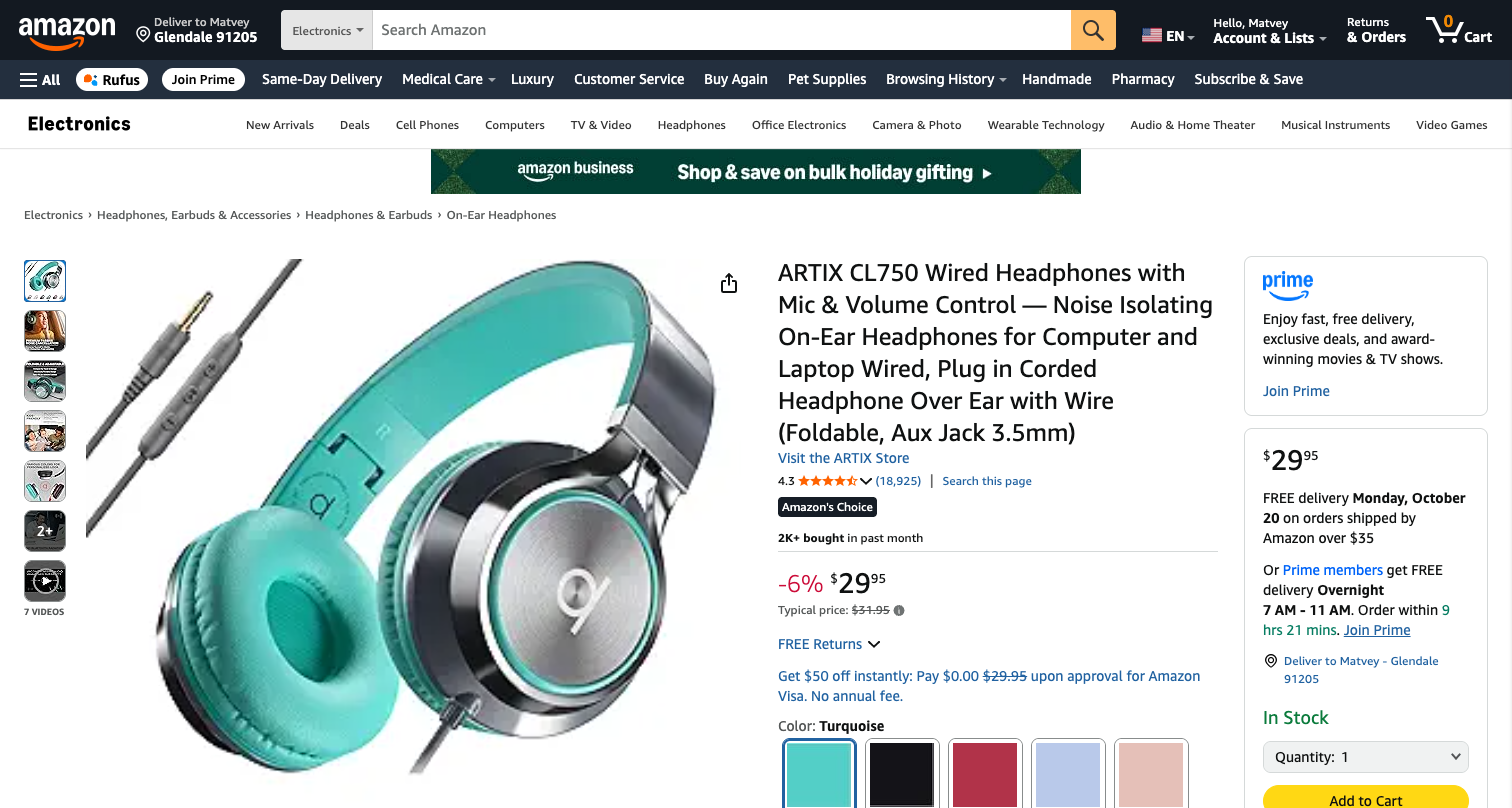 amazon
Deliver to Matvey
Glendale 91205
Electronics
Search Amazon
EN
Hello, Matvey
Account & Lists
Returns
& Orders
0
Cart
All
Rufus
Join Prime
Same-Day Delivery
Medical Care
Luxury
Customer Service
Buy Again
Pet Supplies
Browsing History
Handmade
Pharmacy
Subscribe & Save
Electronics
New Arrivals
Deals
Cell Phones
Computers
TV & Video
Headphones
Office Electronics
Camera & Photo
Wearable Technology
Audio & Home Theater
Musical Instruments
Video Games
amazon business
Shop & save on bulk holiday gifting ▸
Electronics › Headphones, Earbuds & Accessories › Headphones & Earbuds › On-Ear Headphones
2+
7 VIDEOS
R
ARTIX CL750 Wired Headphones with
Mic & Volume Control — Noise Isolating
On-Ear Headphones for Computer and
Laptop Wired, Plug in Corded
Headphone Over Ear with Wire
(Foldable, Aux Jack 3.5mm)
Visit the ARTIX Store
4.3 (18,925) | Search this page
Amazon's Choice
2K+ bought in past month
-6% $2995
Typical price: $31.95
FREE Returns
Get $50 off instantly: Pay $0.00 $29.95 upon approval for Amazon
Visa. No annual fee.
Color: Turquoise
prime
Enjoy fast, free delivery,
exclusive deals, and award-
winning movies & TV shows.
Join Prime
$2995
FREE delivery Monday, October
20 on orders shipped by
Amazon over $35
Or Prime members get FREE
delivery Overnight
7 AM - 11 AM. Order within 9
hrs 21 mins. Join Prime
Deliver to Matvey - Glendale
91205
In Stock
Quantity: 1
Add to Cart